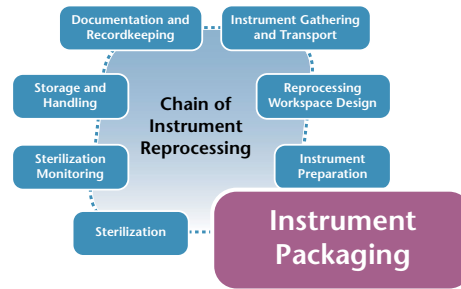 Documentation and
Recordkeeping
Instrument Gathering
and Transport
Storage and
Handling
Chain of
Instrument
Reprocessing
Reprocessing
Workspace Design
Sterilization
Monitoring
Instrument
Preparation
Sterilization
Instrument
Packaging